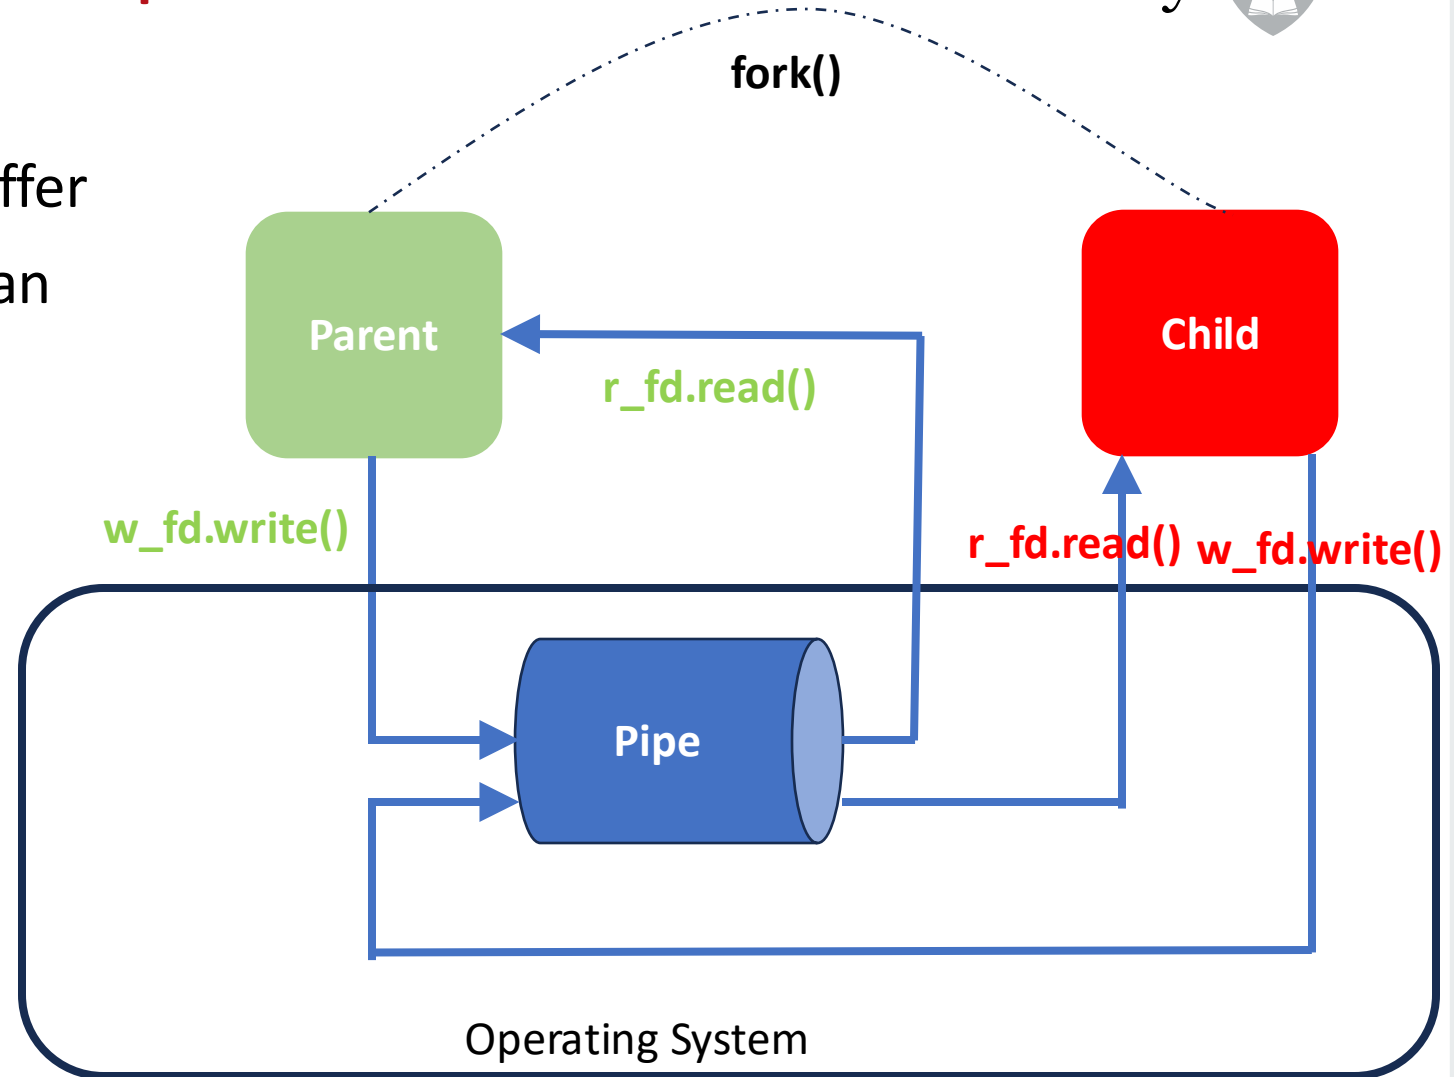 y
fork()
ffer
an
Parent
Child
r_fd.read()
w_fd.write()
r_fd.read() w_fd.write()
Pipe
Operating System